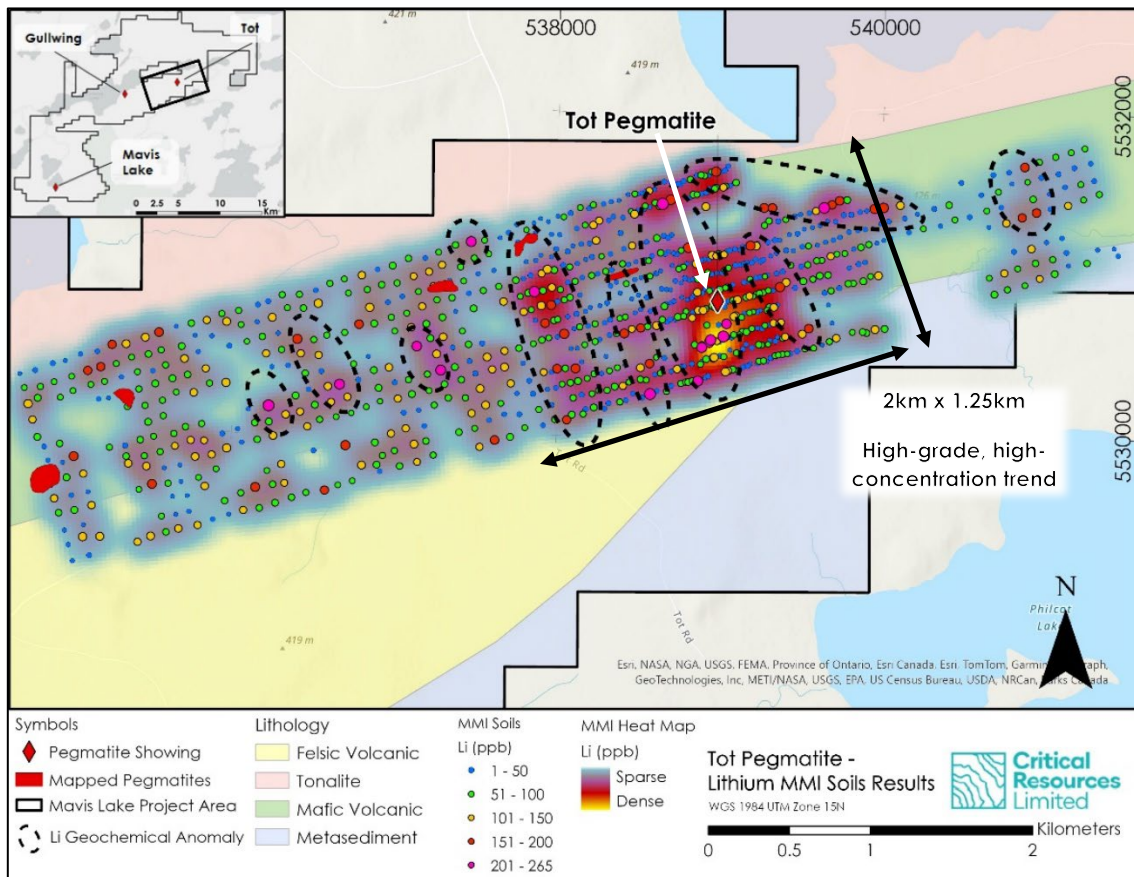 421 m
538000
540000
Gullwing
Tot
419 m
5532000
Tot Pegmatite
Mavis
Lake
0 2.5 5 10 15
Km
2km x 1.25km
5530000
High-grade, high-
concentration trend
Tot Rd
419 m
N
Philcot
Lake
Esri, NASA, NGA, USGS, FEMA, Province of Ontario, Esri Canada, Esri, TomTom, Garmin,
GeoTechnologies, Inc, METI/NASA, USGS, EPA, US Census Bureau, USDA, NRCan, Parks Canada
Symbols
Pegmatite Showing
Mapped Pegmatites
Mavis Lake Project Area
Li Geochemical Anomaly
Lithology
Felsic Volcanic
Tonalite
Mafic Volcanic
Metasediment
MMI Soils
Li (ppb)
1 - 50
51 - 100
101 - 150
151 - 200
201 - 265
MMI Heat Map
Li (ppb)
Sparse
Dense
Tot Pegmatite -
Lithium MMI Soils Results
WGS 1984 UTM Zone 15N
Critical
Resources
Limited
Kilometers
0 0.5 1 2